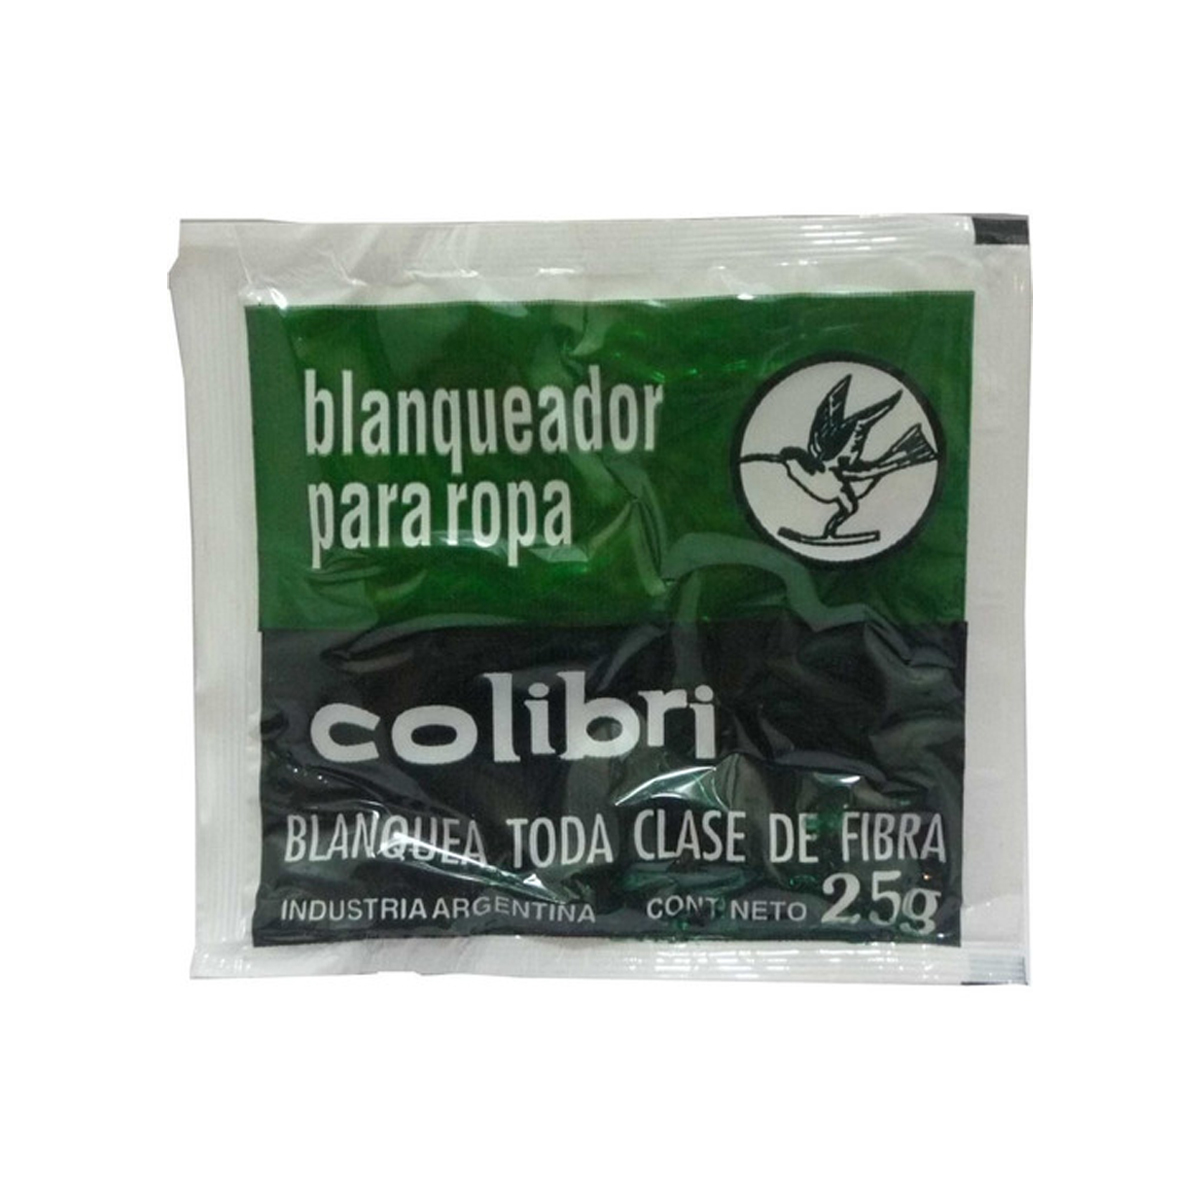 blanqueador
para ropa
colibri
BLANQUEA TODA CLASE DE FIBRA
INDUSTRIA ARGENTINA CONT. NETO 25g